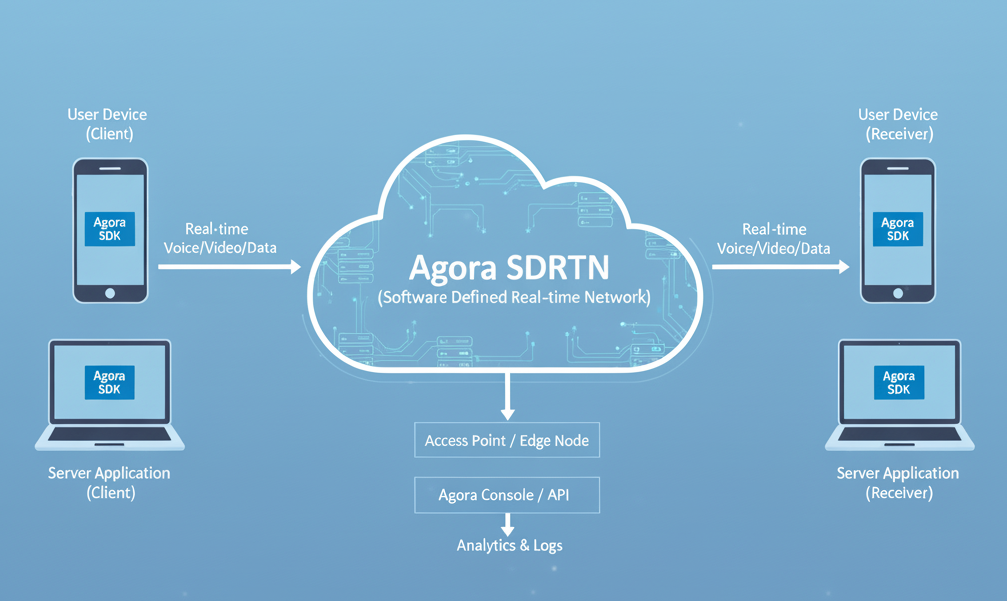 User Device
(Client)
Agora
SDK
Real-time
Voice/Video/Data
Agora
SDK
Server Application
(Client)
Agora SDRTN
(Software Defined Real-time Network)
Access Point / Edge Node
Agora Console / API
Analytics & Logs
Real-time
Voice/Video/Data
User Device
(Receiver)
Agora
SDK
Agora
SDK
Server Application
(Receiver)